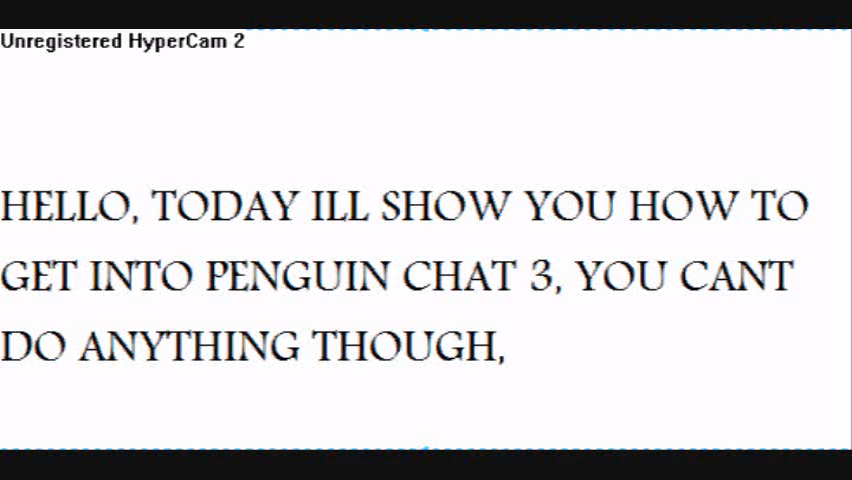 Unregistered HyperCam 2
HELLO, TODAY ILL SHOW YOU HOW TO
GET INTO PENGUIN CHAT 3, YOU CANT
DO ANYTHING THOUGH,